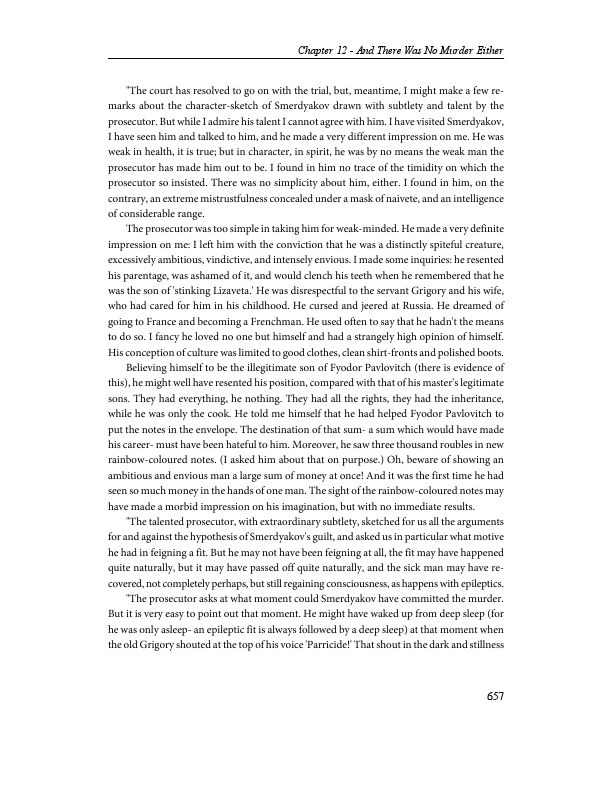 Chapter 12 - And There Was No Murder Either
"The court has resolved to go on with the trial, but, meantime, I might make a few re-
marks about the character-sketch of Smerdyakov drawn with subtlety and talent by the
prosecutor. But while I admire his talent I cannot agree with him. I have visited Smerdyakov,
I have seen him and talked to him, and he made a very different impression on me. He was
weak in health, it is true; but in character, in spirit, he was by no means the weak man the
prosecutor has made him out to be. I found in him no trace of the timidity on which the
prosecutor so insisted. There was no simplicity about him, either. I found in him, on the
contrary, an extreme mistrustfulness concealed under a mask of naivete, and an intelligence
of considerable range.
The prosecutor was too simple in taking him for weak-minded. He made a very definite
impression on me: I left him with the conviction that he was a distinctly spiteful creature,
excessively ambitious, vindictive, and intensely envious. I made some inquiries: he resented
his parentage, was ashamed of it, and would clench his teeth when he remembered that he
was the son of 'stinking Lizaveta.' He was disrespectful to the servant Grigory and his wife,
who had cared for him in his childhood. He cursed and jeered at Russia. He dreamed of
going to France and becoming a Frenchman. He used often to say that he hadn't the means
to do so. I fancy he loved no one but himself and had a strangely high opinion of himself.
His conception of culture was limited to good clothes, clean shirt-fronts and polished boots.
Believing himself to be the illegitimate son of Fyodor Pavlovitch (there is evidence of
this), he might well have resented his position, compared with that of his master's legitimate
sons. They had everything, he nothing. They had all the rights, they had the inheritance,
while he was only the cook. He told me himself that he had helped Fyodor Pavlovitch to
put the notes in the envelope. The destination of that sum- a sum which would have made
his career- must have been hateful to him. Moreover, he saw three thousand roubles in new
rainbow-coloured notes. (I asked him about that on purpose.) Oh, beware of showing an
ambitious and envious man a large sum of money at once! And it was the first time he had
seen so much money in the hands of one man. The sight of the rainbow-coloured notes may
have made a morbid impression on his imagination, but with no immediate results.
"The talented prosecutor, with extraordinary subtlety, sketched for us all the arguments
for and against the hypothesis of Smerdyakov's guilt, and asked us in particular what motive
he had in feigning a fit. But he may not have been feigning at all, the fit may have happened
quite naturally, but it may have passed off quite naturally, and the sick man may have re-
covered, not completely perhaps, but still regaining consciousness, as happens with epileptics.
"The prosecutor asks at what moment could Smerdyakov have committed the murder.
But it is very easy to point out that moment. He might have waked up from deep sleep (for
he was only asleep- an epileptic fit is always followed by a deep sleep) at that moment when
the old Grigory shouted at the top of his voice 'Parricide!' That shout in the dark and stillness
657